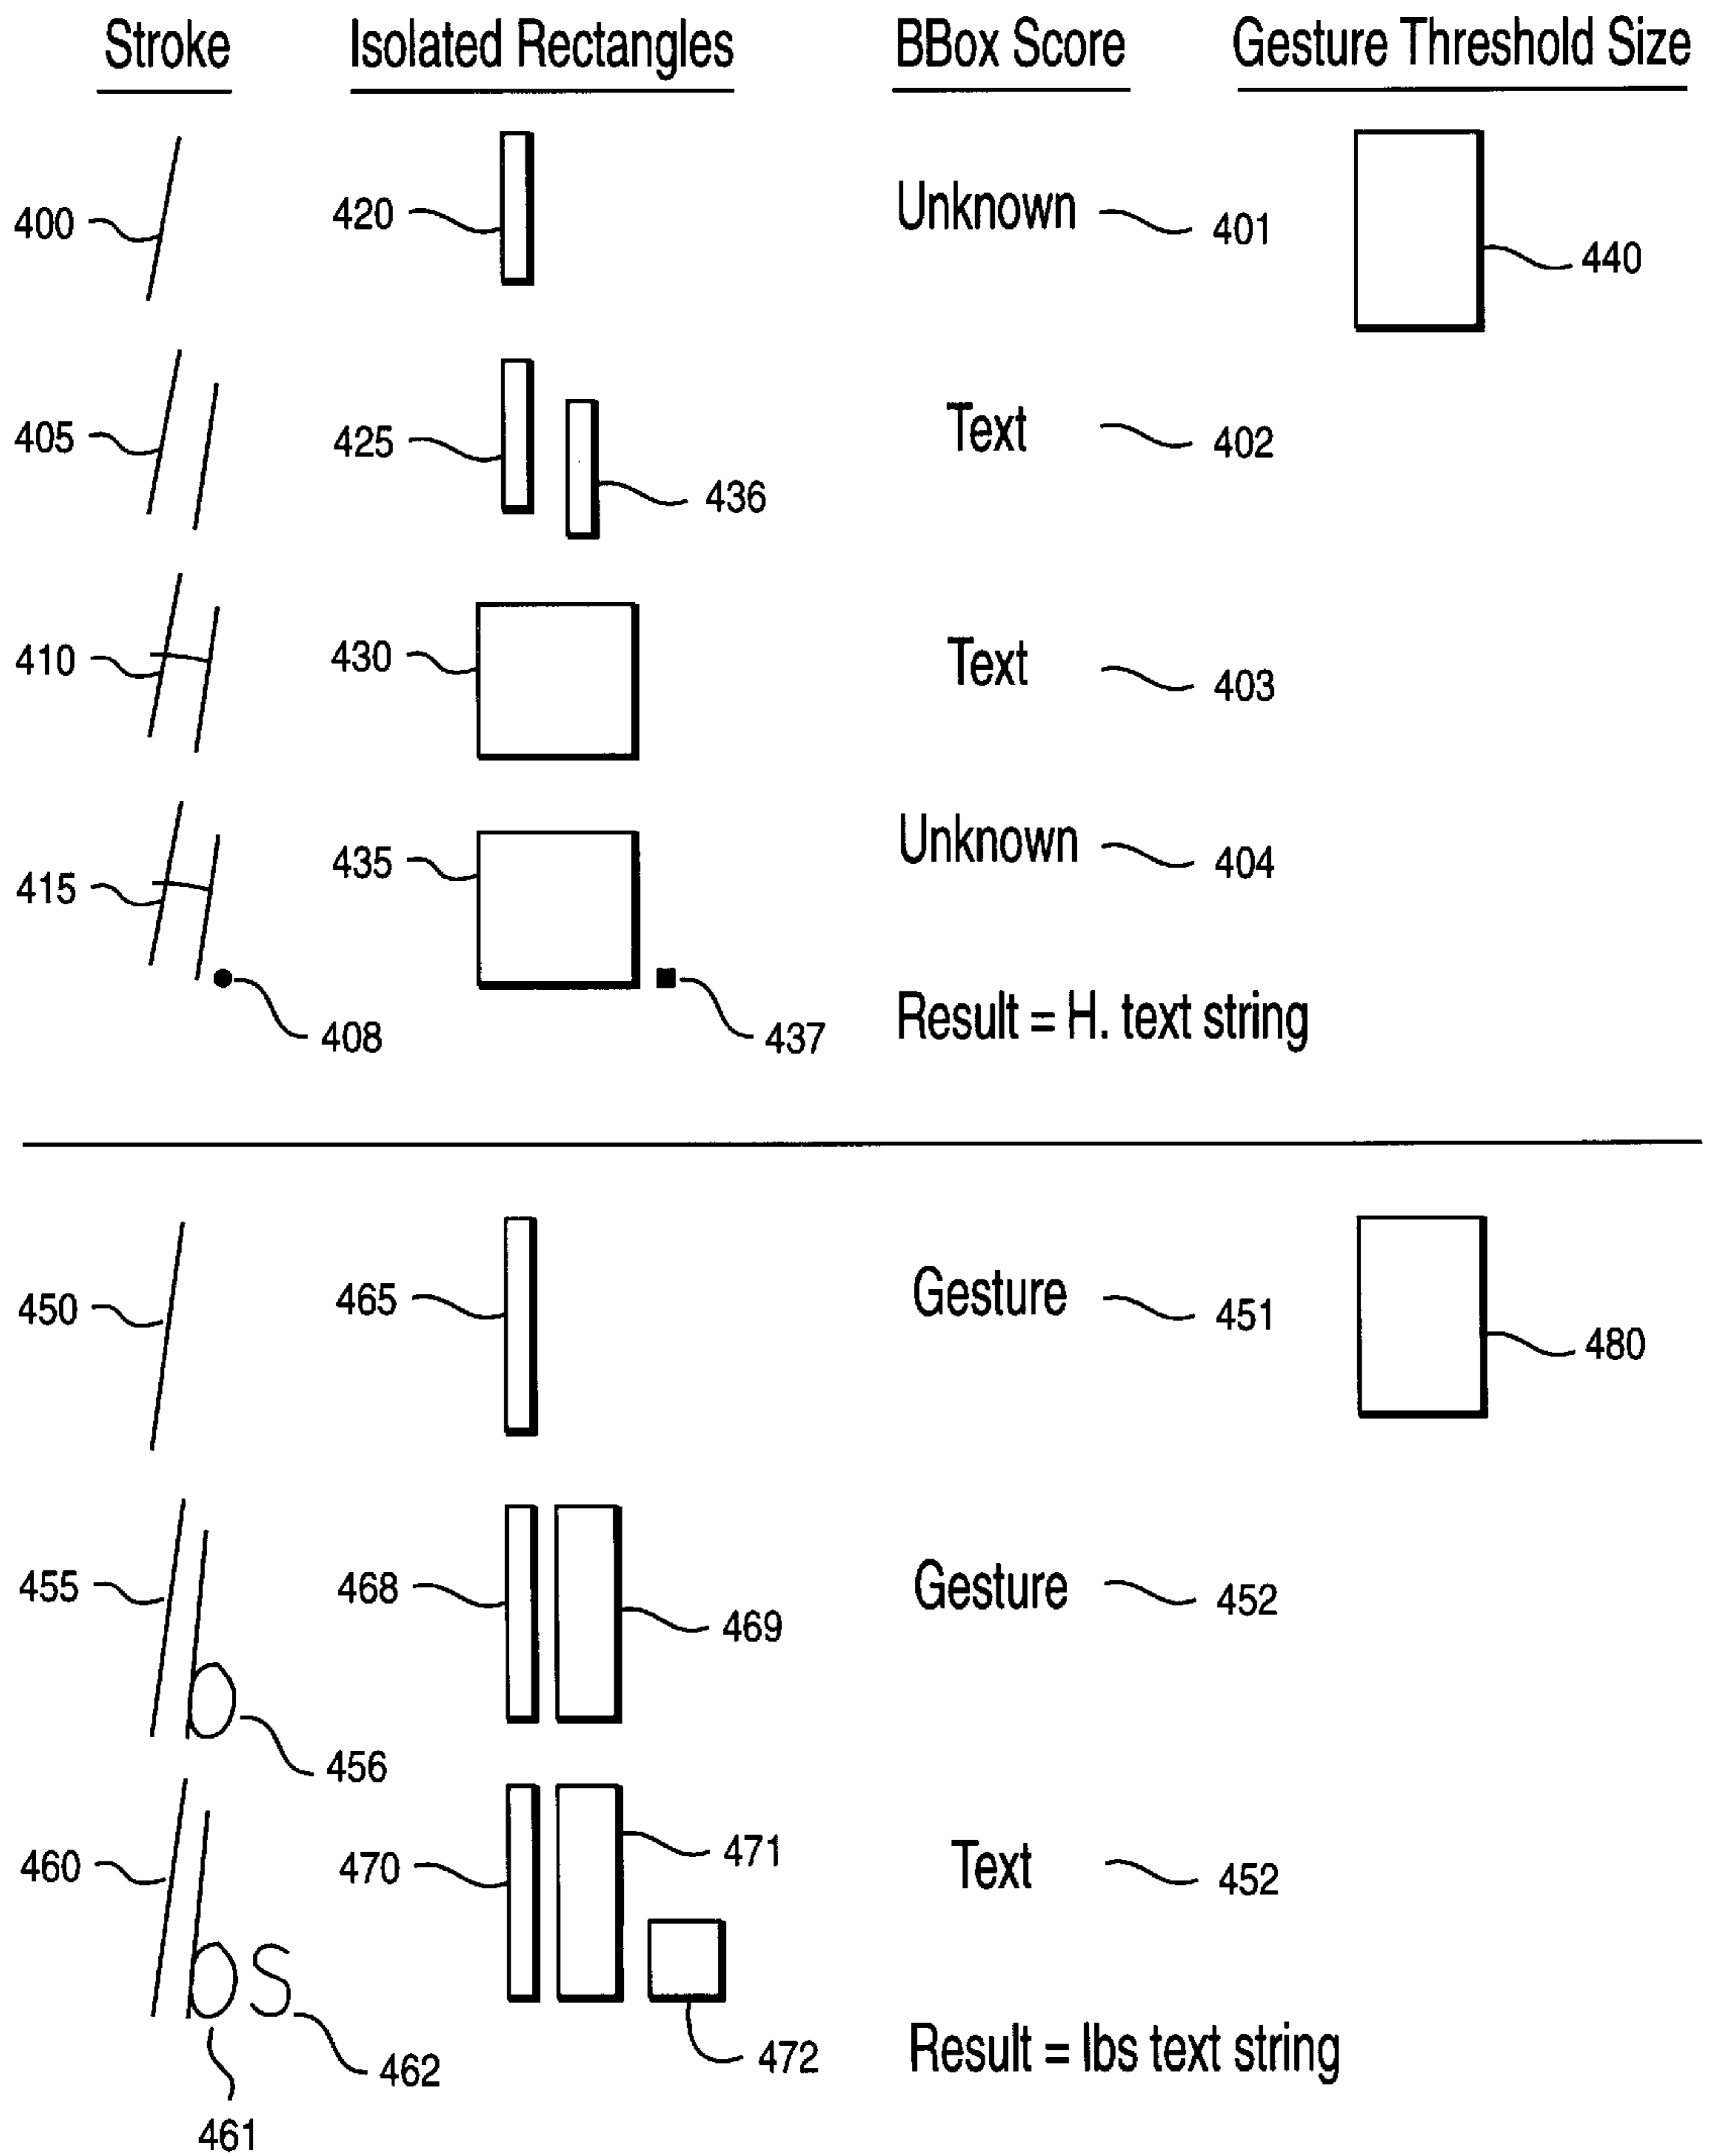 Stroke Isolated Rectangles BBox Score Gesture Threshold Size
400 420 Unknown 401 440
405 425 436 Text 402
410 430 Text 403
415 435 Unknown 404
408 437 Result = H. text string
450 465 Gesture 451 480
455 468 469 Gesture 452
456
460 470 471 Text 452
S
461 462 472 Result = lbs text string